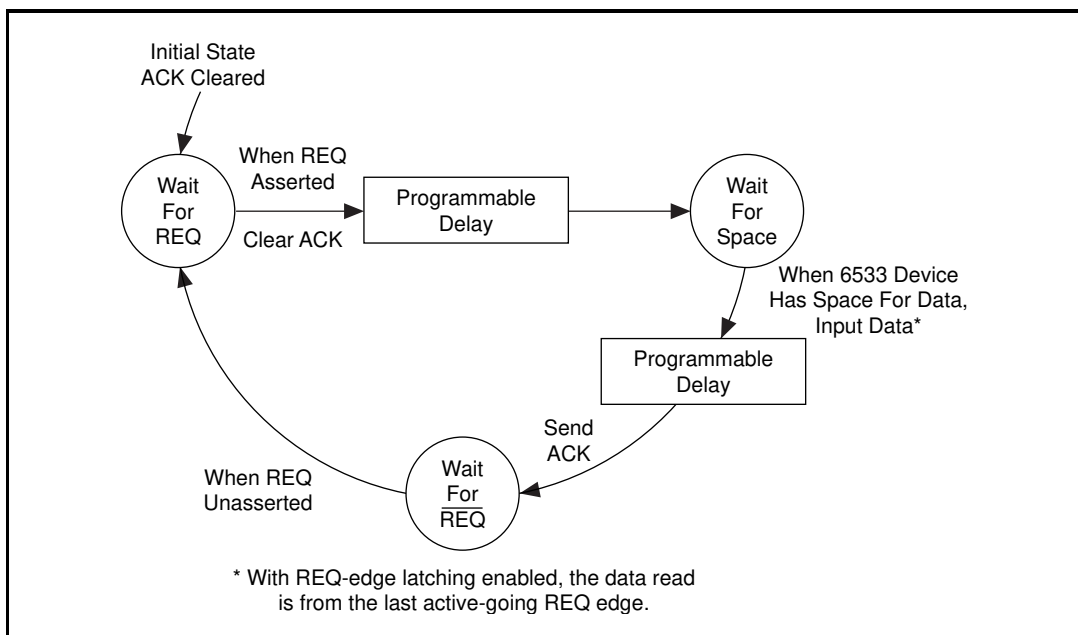 Initial State
ACK Cleared
Wait
For
REQ
When REQ
Asserted
Clear ACK
Programmable
Delay
Wait
For
Space
When 6533 Device
Has Space For Data,
Input Data*
Programmable
Delay
Send
ACK
Wait
For
R̅E̅Q̅
When REQ
Unasserted
* With REQ-edge latching enabled, the data read
is from the last active-going REQ edge.